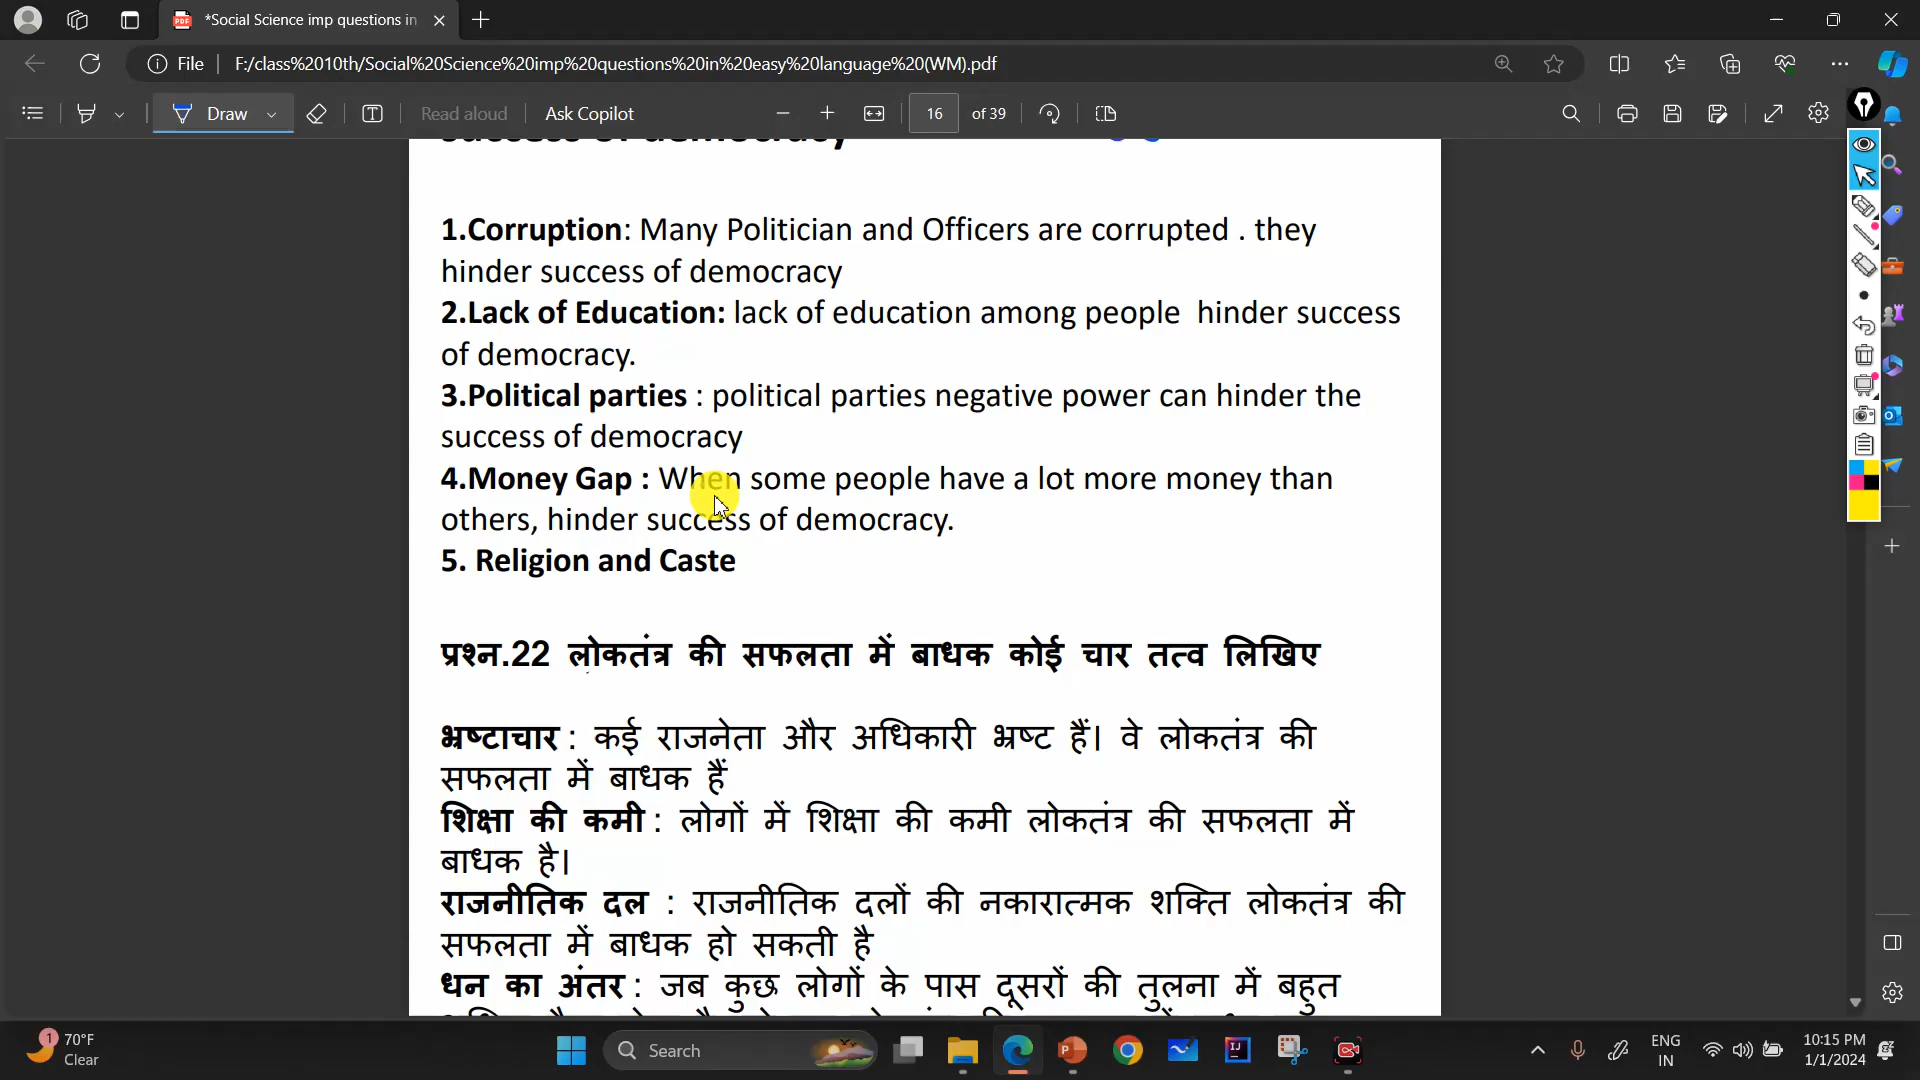 *Social Science imp questions in
File
F:/class%2010th/Social%20Science%20imp%20questions%20in%20easy%20language%20(WM).pdf
Draw
Read aloud
Ask Copilot
16 of 39
success of democracy
1.Corruption: Many Politician and Officers are corrupted . they
hinder success of democracy
2.Lack of Education: lack of education among people hinder success
of democracy.
3.Political parties : political parties negative power can hinder the
success of democracy
4.Money Gap : When some people have a lot more money than
others, hinder success of democracy.
5. Religion and Caste
प्रश्न.22 लोकतंत्र की सफलता में बाधक कोई चार तत्व लिखिए
भ्रष्टाचार : कई राजनेता और अधिकारी भ्रष्ट हैं। वे लोकतंत्र की
सफलता में बाधक हैं
शिक्षा की कमी : लोगों में शिक्षा की कमी लोकतंत्र की सफलता में
बाधक है।
राजनीतिक दल : राजनीतिक दलों की नकारात्मक शक्ति लोकतंत्र की
सफलता में बाधक हो सकती है
धन का अंतर : जब कुछ लोगों के पास दूसरों की तुलना में बहुत
1
70°F
Clear
Search
ENG
IN
10:15 PM
1/1/2024